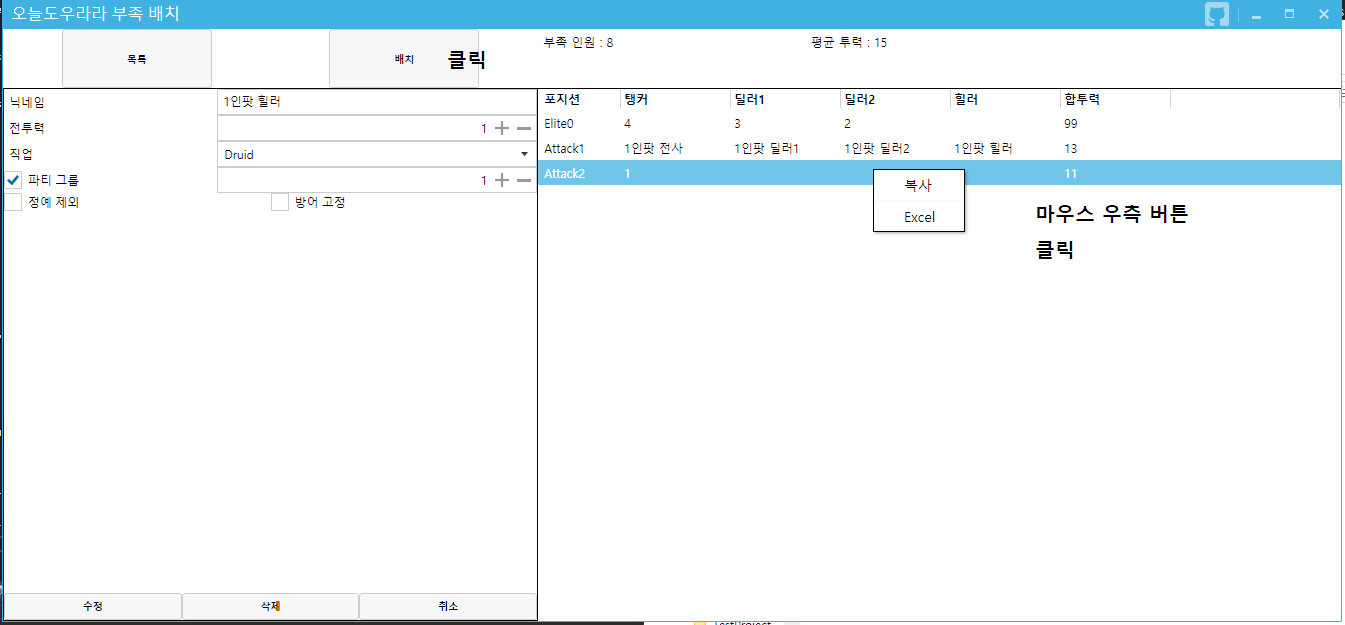 오늘도우라라 부족 배치
목록
배치
클릭
부족 인원 : 8
평균 투력 : 15
닉네임
1인팟 힐러
전투력
1
직업
Druid
파티 그룹
1
정예 제외
방어 고정
포지션 탱커 딜러1 딜러2 힐러 합투력
Elite0 4 3 2 99
Attack1 1인팟 전사 1인팟 딜러1 1인팟 딜러2 1인팟 힐러 13
Attack2 1 11
복사
Excel
마우스 우측 버튼
클릭
수정 삭제 취소